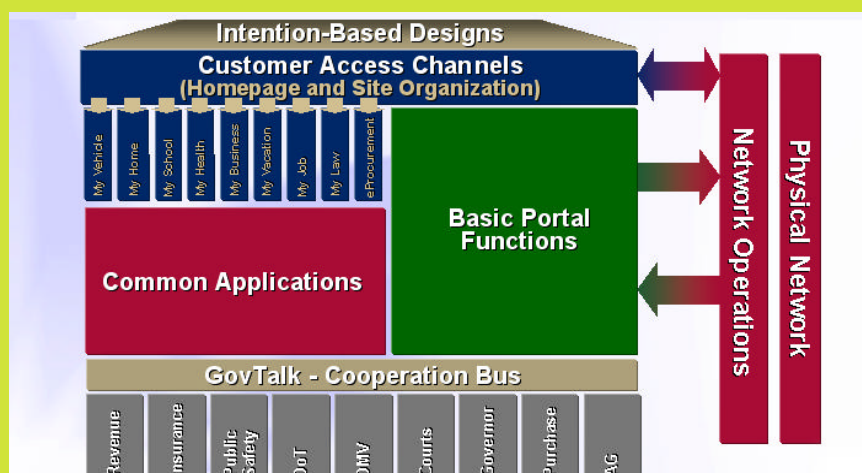 Intention-Based Designs
Customer Access Channels
(Homepage and Site Organization)
My Vehicle
My Home
My School
My Health
My Business
My Vacation
My Job
My Law
eProcurement
Basic Portal
Functions
Common Applications
GovTalk - Cooperation Bus
Revenue
Insurance
Public
Safety
DoT
DMV
Courts
Governor
Purchase
AG
Network Operations
Physical Network